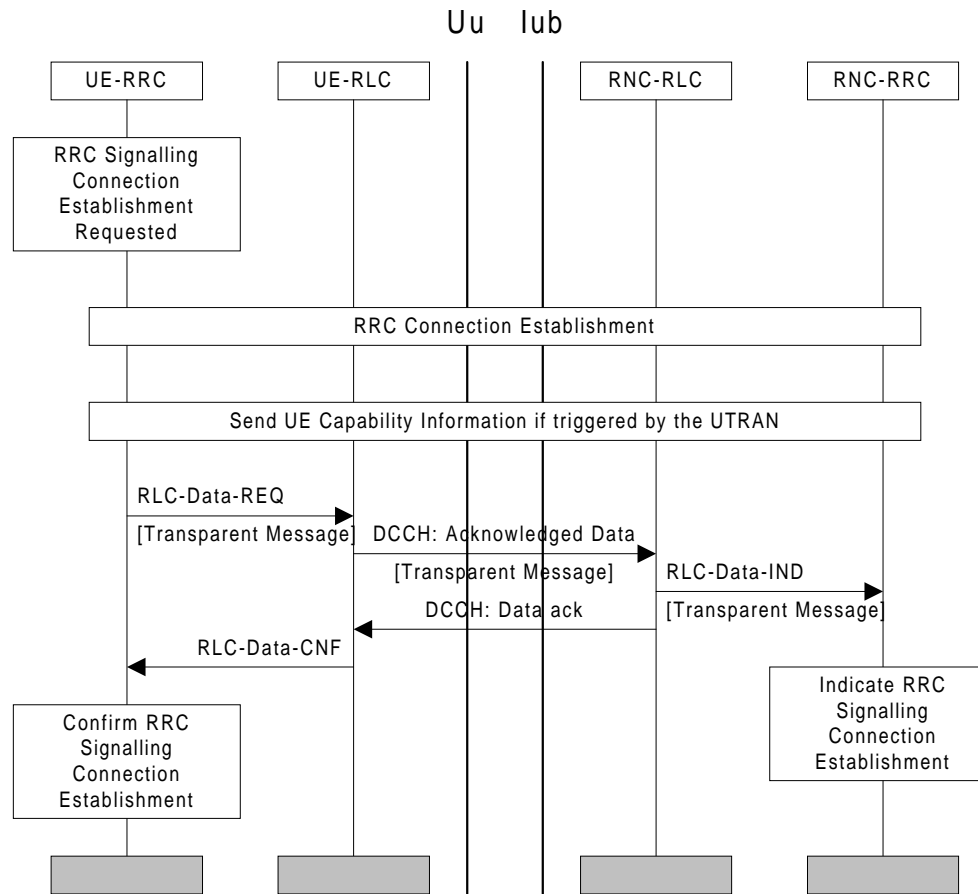 Uu Iub
UE-RRC UE-RLC RNC-RLC RNC-RRC
RRC Signalling
Connection
Establishment
Requested
RRC Connection Establishment
Send UE Capability Information if triggered by the UTRAN
RLC-Data-REQ
[Transparent Message]
DCCH: Acknowledged Data
[Transparent Message]
RLC-Data-IND
[Transparent Message]
DCCH: Data ack
RLC-Data-CNF
Confirm RRC
Signalling
Connection
Establishment
Indicate RRC
Signalling
Connection
Establishment